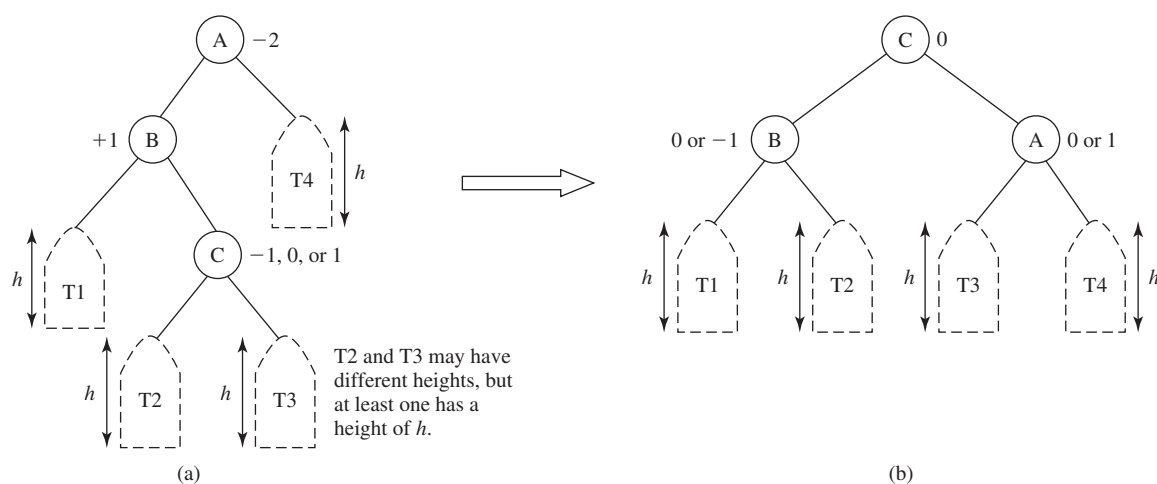 A −2
C 0
+1 B
T4 h
0 or −1 B
A 0 or 1
h T1
C −1, 0, or 1
h T1
h T2
h T3
T4 h
h T2
h T3
T2 and T3 may have
different heights, but
at least one has a
height of h.
(a)
(b)